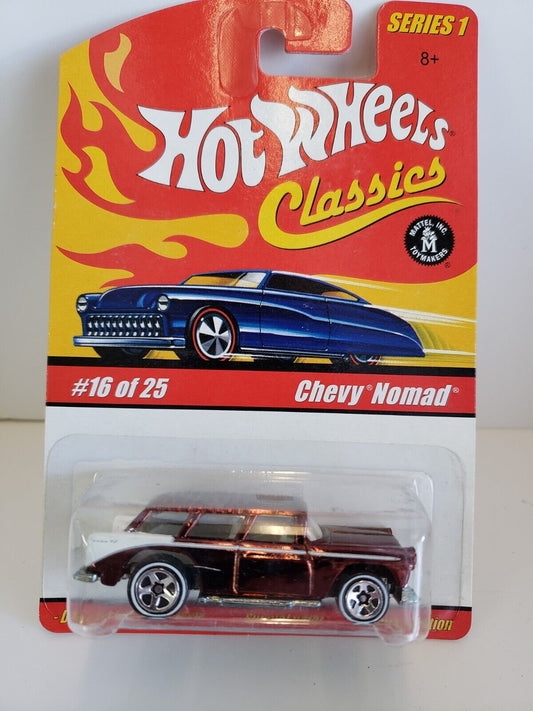 SERIES 1
8+
HOT WHEELS®
Classics
MATTEL, INC.
M
TOYMAKERS
®
#16 of 25
Chevy® Nomad®